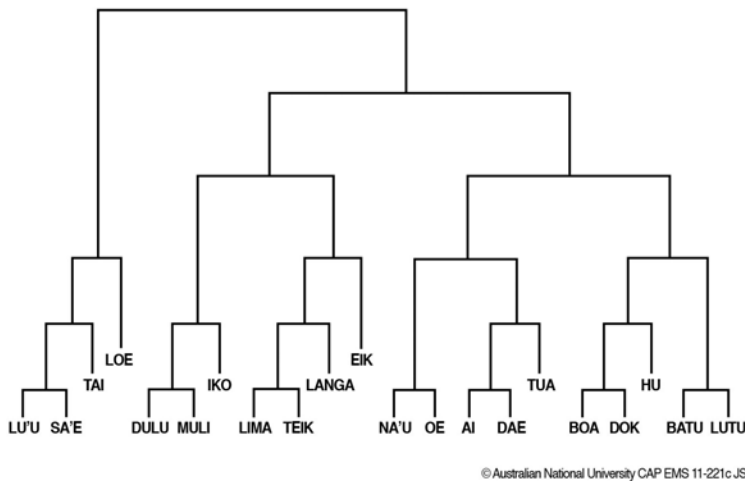 LOE
EIK
TAI IKO LANGA TUA HU
LU'U SA'E DULU MULI LIMA TEIK NA'U OE AI DAE BOA DOK BATU LUTU
© Australian National University CAP EMS 11-221c JS